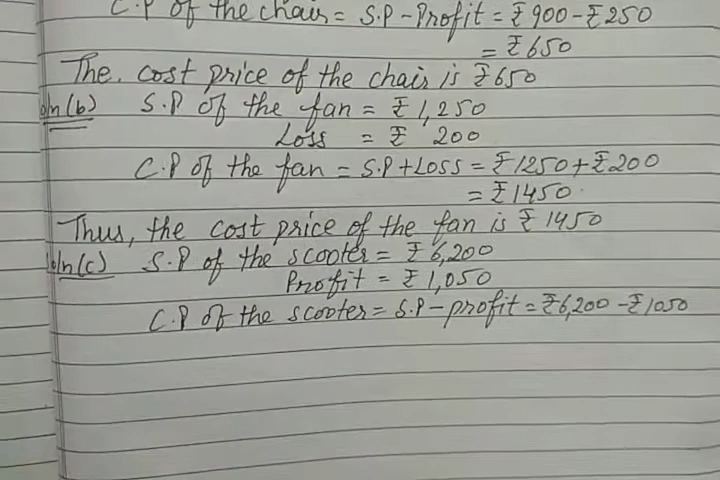 C.P of the chair = S.P - Profit = ₹900 - ₹250
= ₹650
The. cost price of the chair is ₹650
oln(b) S.P of the fan = ₹ 1,250
Loss = ₹ 200
C.P of the fan = S.P + Loss = ₹1250 + ₹200
= ₹1450
Thus, the cost price of the fan is ₹ 1450
oln(c) S.P of the scooter = ₹ 6,200
Profit = ₹ 1,050
C.P of the scooter = S.P - profit = ₹6,200 - ₹1050